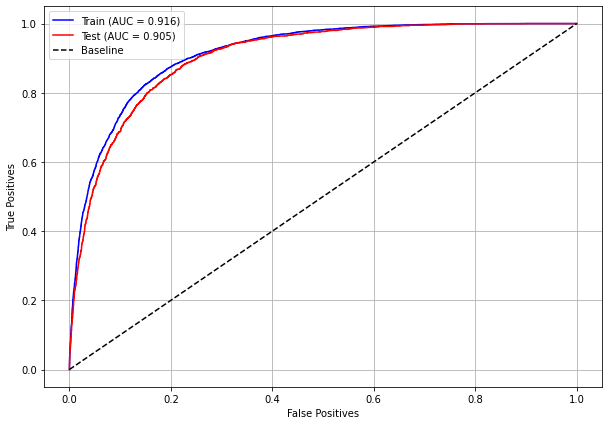 Train (AUC = 0.916)
Test (AUC = 0.905)
Baseline
1.0
0.8
0.6
0.4
0.2
0.0
True Positives
0.0
0.2
0.4
0.6
0.8
1.0
False Positives